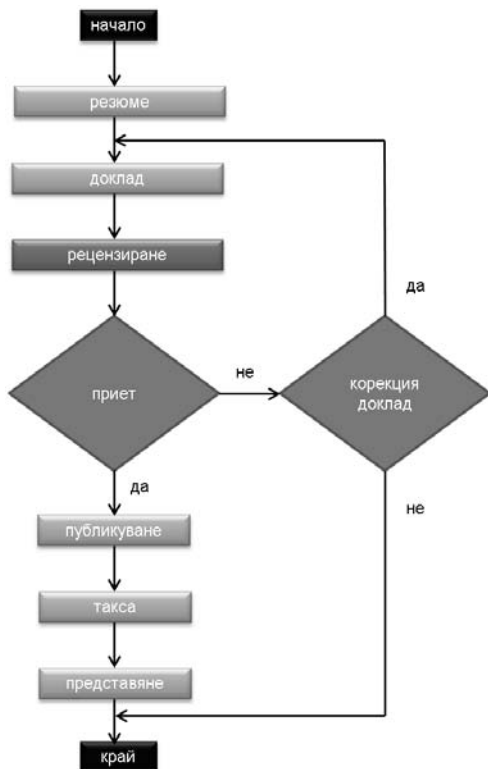 начало
резюме
доклад
рецензиране
да
не
приет
корекция
доклад
да
не
публикуване
такса
представяне
край